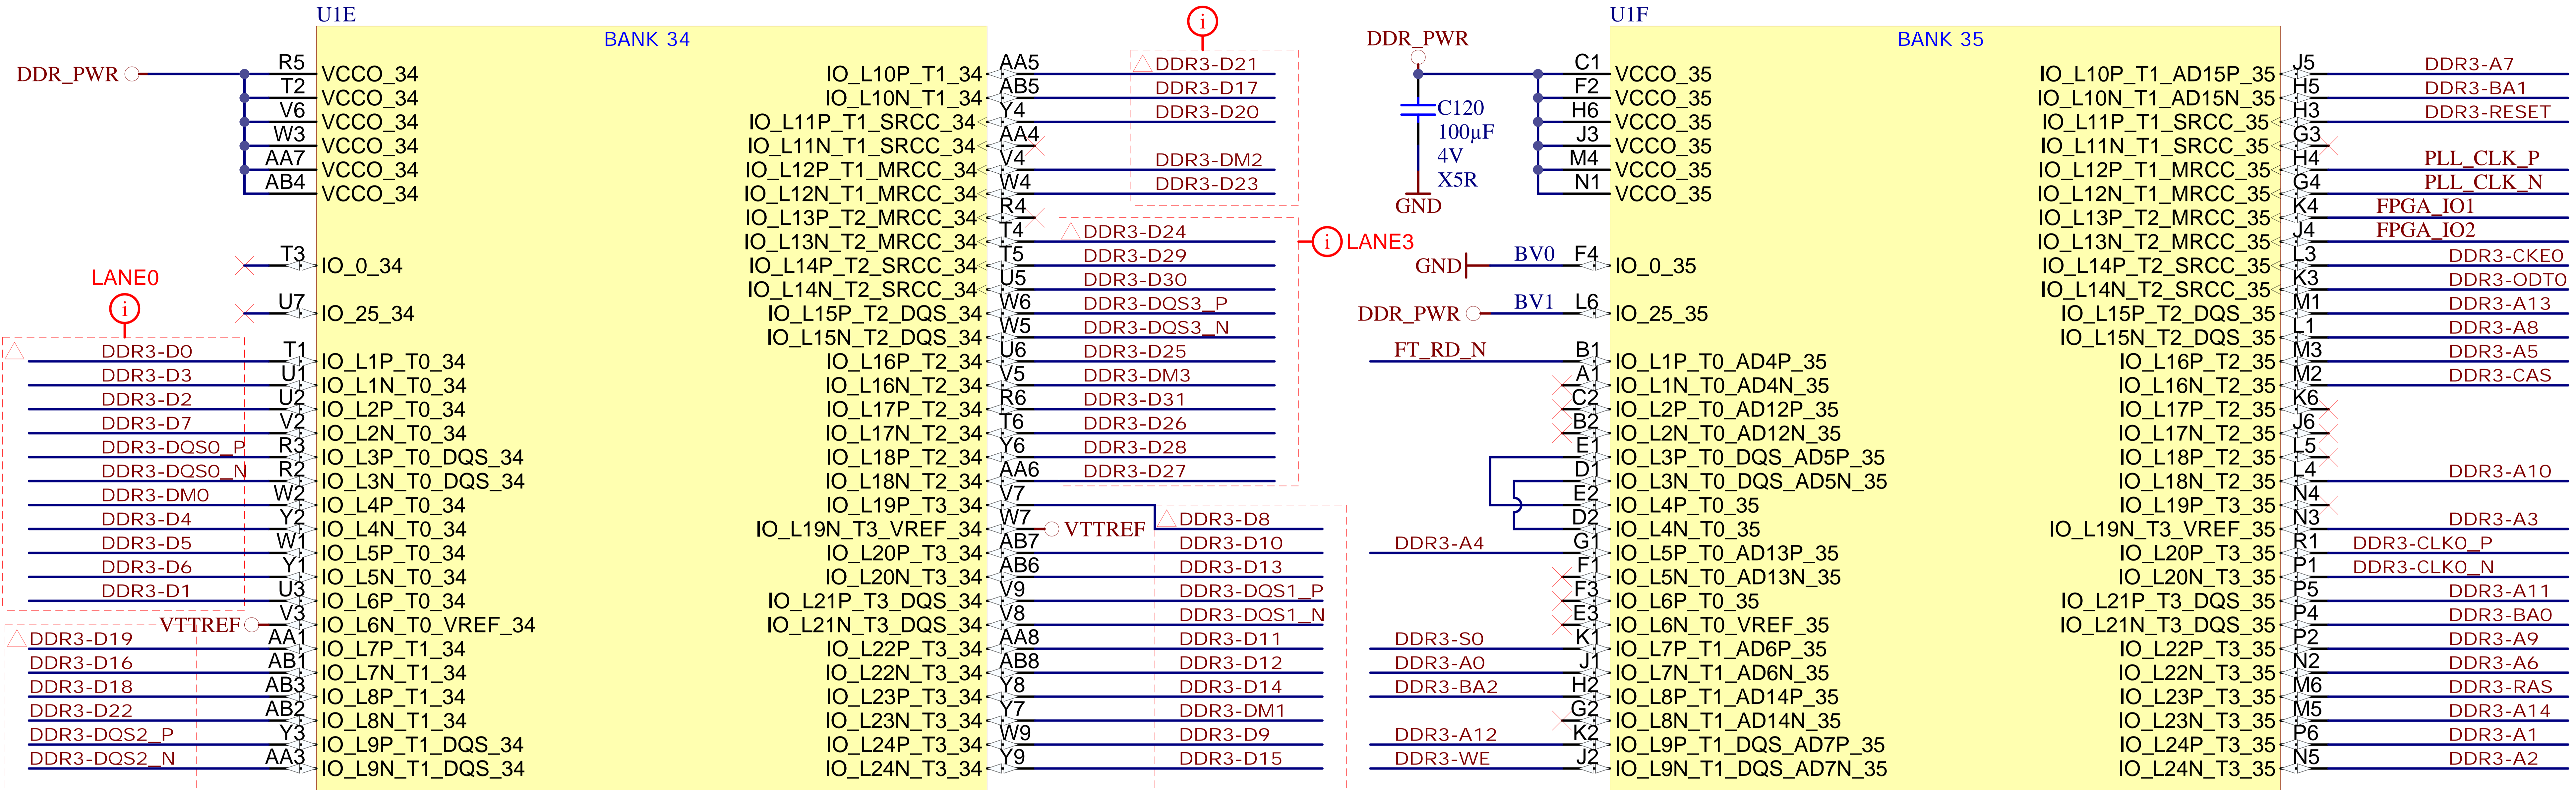 U1E
BANK 34
DDR_PWR
R5 VCCO_34
T2 VCCO_34
V6 VCCO_34
W3 VCCO_34
AA7 VCCO_34
AB4 VCCO_34
T3 IO_0_34
U7 IO_25_34
LANE0
i
DDR3-D0 T1 IO_L1P_T0_34
DDR3-D3 U1 IO_L1N_T0_34
DDR3-D2 U2 IO_L2P_T0_34
DDR3-D7 V2 IO_L2N_T0_34
DDR3-DQS0_P R3 IO_L3P_T0_DQS_34
DDR3-DQS0_N R2 IO_L3N_T0_DQS_34
DDR3-DM0 W2 IO_L4P_T0_34
DDR3-D4 Y2 IO_L4N_T0_34
DDR3-D5 W1 IO_L5P_T0_34
DDR3-D6 Y1 IO_L5N_T0_34
DDR3-D1 U3 IO_L6P_T0_34
VTTREF V3 IO_L6N_T0_VREF_34
DDR3-D19 AA1 IO_L7P_T1_34
DDR3-D16 AB1 IO_L7N_T1_34
DDR3-D18 AB3 IO_L8P_T1_34
DDR3-D22 AB2 IO_L8N_T1_34
DDR3-DQS2_P Y3 IO_L9P_T1_DQS_34
DDR3-DQS2_N AA3 IO_L9N_T1_DQS_34
i
IO_L10P_T1_34 AA5 DDR3-D21
IO_L10N_T1_34 AB5 DDR3-D17
IO_L11P_T1_SRCC_34 Y4 DDR3-D20
IO_L11N_T1_SRCC_34 AA4
IO_L12P_T1_MRCC_34 V4 DDR3-DM2
IO_L12N_T1_MRCC_34 W4 DDR3-D23
IO_L13P_T2_MRCC_34 R4
IO_L13N_T2_MRCC_34 T4 DDR3-D24
i LANE3
IO_L14P_T2_SRCC_34 T5 DDR3-D29
IO_L14N_T2_SRCC_34 U5 DDR3-D30
IO_L15P_T2_DQS_34 W6 DDR3-DQS3_P
IO_L15N_T2_DQS_34 W5 DDR3-DQS3_N
IO_L16P_T2_34 U6 DDR3-D25
IO_L16N_T2_34 V5 DDR3-DM3
IO_L17P_T2_34 R6 DDR3-D31
IO_L17N_T2_34 T6 DDR3-D26
IO_L18P_T2_34 Y6 DDR3-D28
IO_L18N_T2_34 AA6 DDR3-D27
IO_L19P_T3_34 V7 DDR3-D8
IO_L19N_T3_VREF_34 W7 VTTREF
IO_L20P_T3_34 AB7 DDR3-D10
IO_L20N_T3_34 AB6 DDR3-D13
IO_L21P_T3_DQS_34 V9 DDR3-DQS1_P
IO_L21N_T3_DQS_34 V8 DDR3-DQS1_N
IO_L22P_T3_34 AA8 DDR3-D11
IO_L22N_T3_34 AB8 DDR3-D12
IO_L23P_T3_34 Y8 DDR3-D14
IO_L23N_T3_34 Y7 DDR3-DM1
IO_L24P_T3_34 W9 DDR3-D9
IO_L24N_T3_34 Y9 DDR3-D15
U1F
BANK 35
DDR_PWR
C120
100µF
4V
X5R
GND
C1 VCCO_35
F2 VCCO_35
H6 VCCO_35
J3 VCCO_35
M4 VCCO_35
N1 VCCO_35
GND BV0 F4 IO_0_35
DDR_PWR BV1 L6 IO_25_35
FT_RD_N B1 IO_L1P_T0_AD4P_35
A1 IO_L1N_T0_AD4N_35
C2 IO_L2P_T0_AD12P_35
B2 IO_L2N_T0_AD12N_35
E1 IO_L3P_T0_DQS_AD5P_35
D1 IO_L3N_T0_DQS_AD5N_35
E2 IO_L4P_T0_35
D2 IO_L4N_T0_35
DDR3-A4 G1 IO_L5P_T0_AD13P_35
F1 IO_L5N_T0_AD13N_35
F3 IO_L6P_T0_35
E3 IO_L6N_T0_VREF_35
DDR3-S0 K1 IO_L7P_T1_AD6P_35
DDR3-A0 J1 IO_L7N_T1_AD6N_35
DDR3-BA2 H2 IO_L8P_T1_AD14P_35
G2 IO_L8N_T1_AD14N_35
DDR3-A12 K2 IO_L9P_T1_DQS_AD7P_35
DDR3-WE J2 IO_L9N_T1_DQS_AD7N_35
IO_L10P_T1_AD15P_35 J5 DDR3-A7
IO_L10N_T1_AD15N_35 H5 DDR3-BA1
IO_L11P_T1_SRCC_35 H3 DDR3-RESET
IO_L11N_T1_SRCC_35 G3
IO_L12P_T1_MRCC_35 H4 PLL_CLK_P
IO_L12N_T1_MRCC_35 G4 PLL_CLK_N
IO_L13P_T2_MRCC_35 K4 FPGA_IO1
IO_L13N_T2_MRCC_35 J4 FPGA_IO2
IO_L14P_T2_SRCC_35 L3 DDR3-CKE0
IO_L14N_T2_SRCC_35 K3 DDR3-ODT0
IO_L15P_T2_DQS_35 M1 DDR3-A13
IO_L15N_T2_DQS_35 L1 DDR3-A8
IO_L16P_T2_35 M3 DDR3-A5
IO_L16N_T2_35 M2 DDR3-CAS
IO_L17P_T2_35 K6
IO_L17N_T2_35 J6
IO_L18P_T2_35 L5
IO_L18N_T2_35 L4 DDR3-A10
IO_L19P_T3_35 N4
IO_L19N_T3_VREF_35 N3 DDR3-A3
IO_L20P_T3_35 R1 DDR3-CLK0_P
IO_L20N_T3_35 P1 DDR3-CLK0_N
IO_L21P_T3_DQS_35 P5 DDR3-A11
IO_L21N_T3_DQS_35 P4 DDR3-BA0
IO_L22P_T3_35 P2 DDR3-A9
IO_L22N_T3_35 N2 DDR3-A6
IO_L23P_T3_35 M6 DDR3-RAS
IO_L23N_T3_35 M5 DDR3-A14
IO_L24P_T3_35 P6 DDR3-A1
IO_L24N_T3_35 N5 DDR3-A2